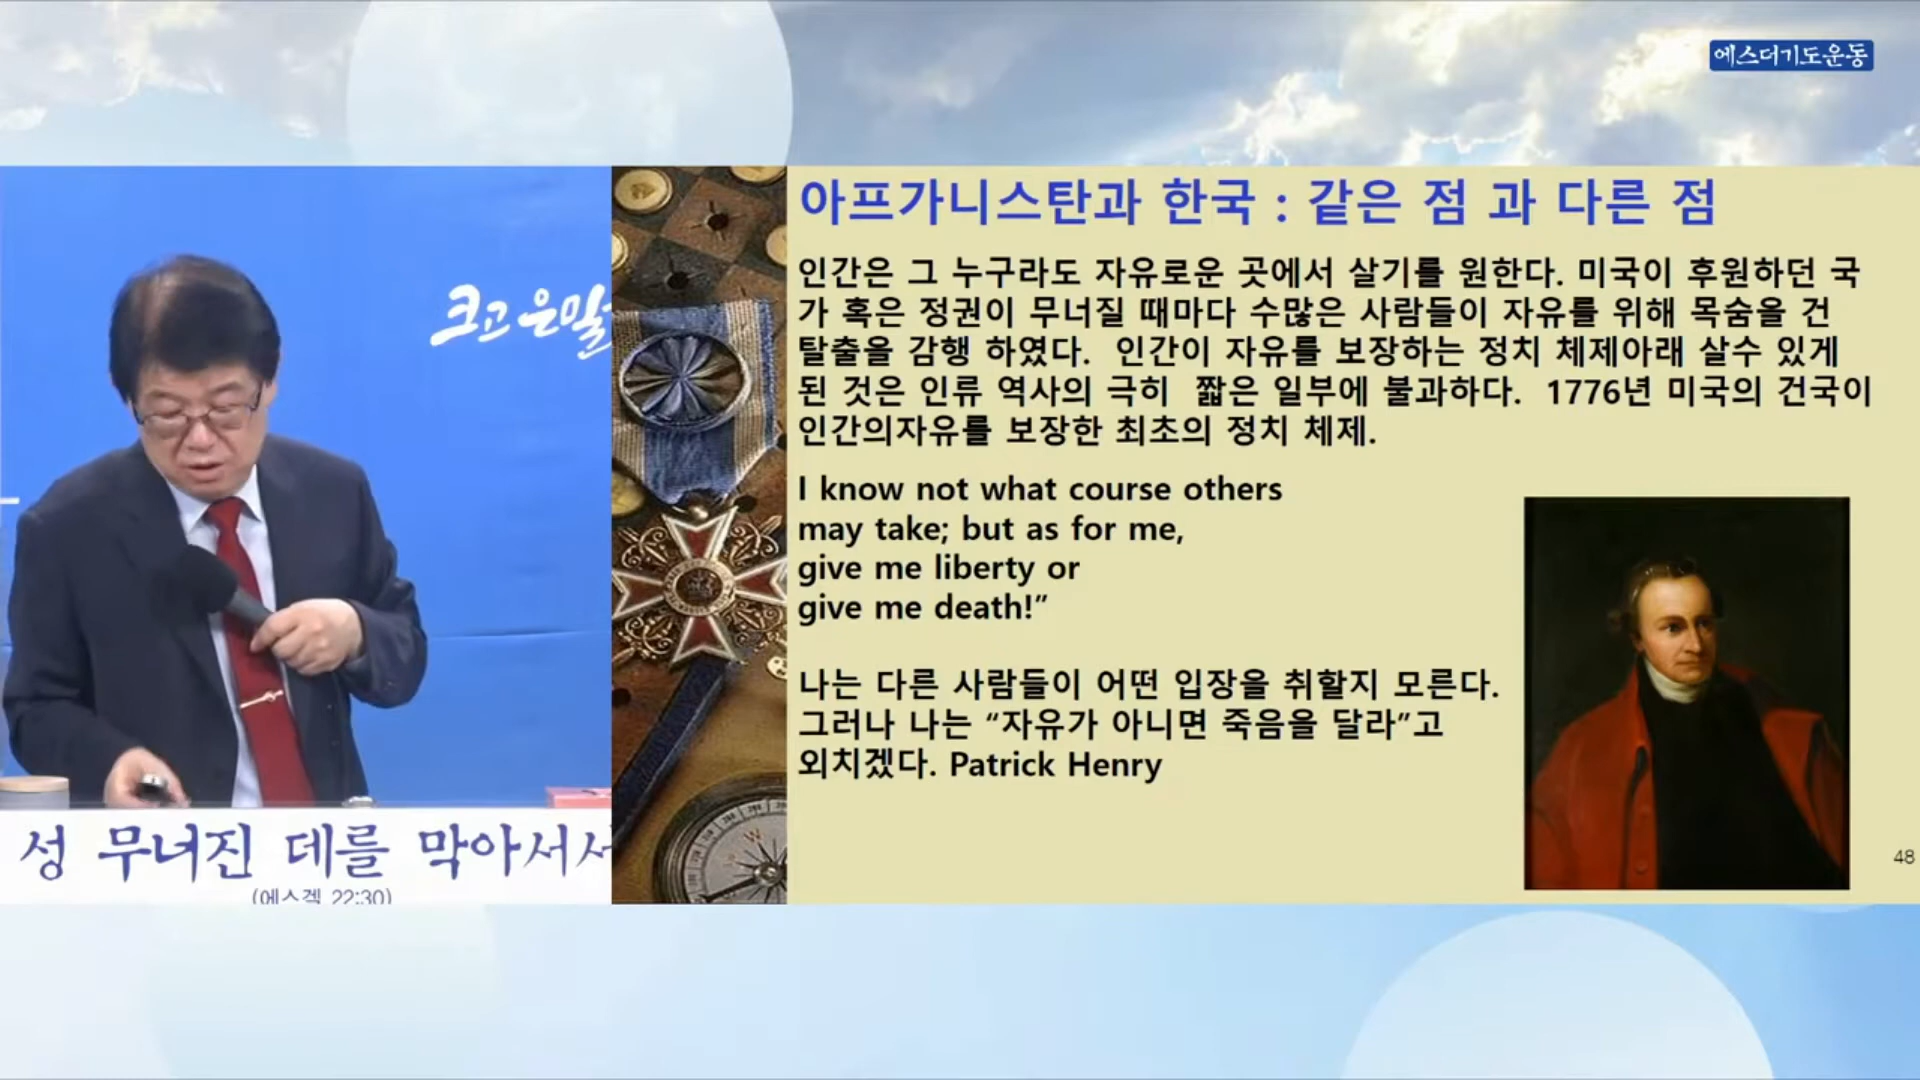 에스더기도운동
크고 은밀
성 무너진 데를 막아서서
(에스겔 22:30)
아프가니스탄과 한국 : 같은 점 과 다른 점
인간은 그 누구라도 자유로운 곳에서 살기를 원한다. 미국이 후원하던 국
가 혹은 정권이 무너질 때마다 수많은 사람들이 자유를 위해 목숨을 건
탈출을 감행 하였다. 인간이 자유를 보장하는 정치 체제아래 살수 있게
된 것은 인류 역사의 극히 짧은 일부에 불과하다. 1776년 미국의 건국이
인간의자유를 보장한 최초의 정치 체제.
I know not what course others
may take; but as for me,
give me liberty or
give me death!”
나는 다른 사람들이 어떤 입장을 취할지 모른다.
그러나 나는 “자유가 아니면 죽음을 달라”고
외치겠다. Patrick Henry
48